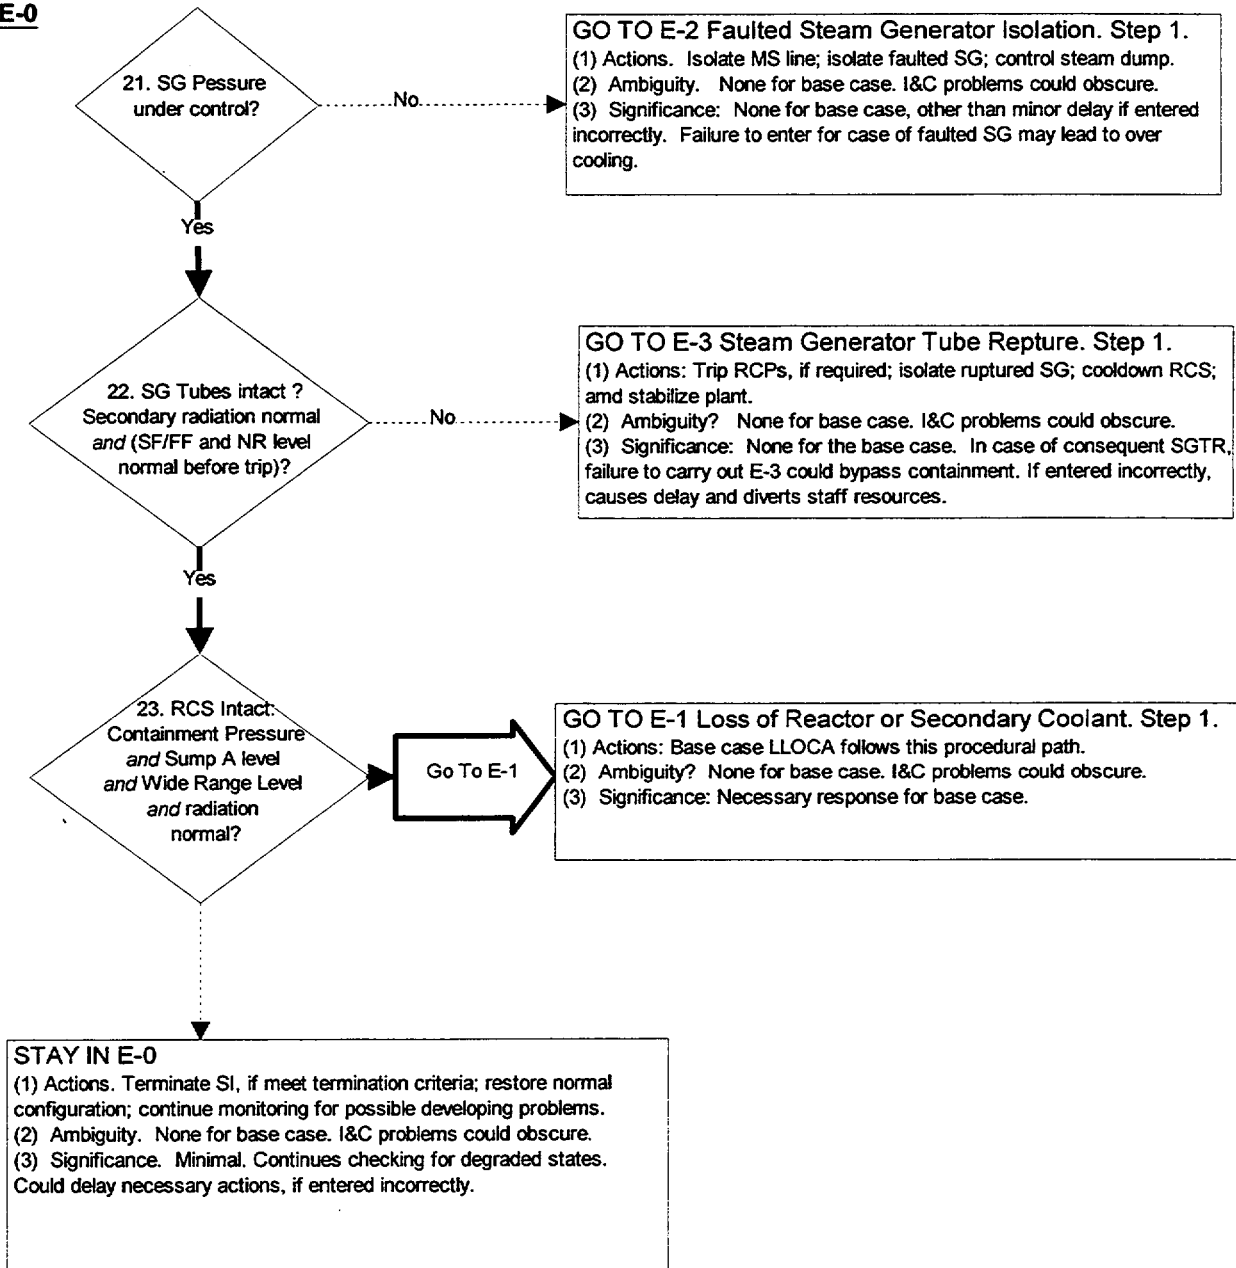 E-0
21. SG Pessure
under control?
No
GO TO E-2 Faulted Steam Generator Isolation. Step 1.
(1) Actions. Isolate MS line; isolate faulted SG; control steam dump.
(2) Ambiguity. None for base case. I&C problems could obscure.
(3) Significance: None for base case, other than minor delay if entered
incorrectly. Failure to enter for case of faulted SG may lead to over
cooling.
Yes
22. SG Tubes intact ?
Secondary radiation normal
and (SF/FF and NR level
normal before trip)?
No
GO TO E-3 Steam Generator Tube Repture. Step 1.
(1) Actions: Trip RCPs, if required; isolate ruptured SG; cooldown RCS;
amd stabilize plant.
(2) Ambiguity? None for base case. I&C problems could obscure.
(3) Significance: None for the base case. In case of consequent SGTR,
failure to carry out E-3 could bypass containment. If entered incorrectly,
causes delay and diverts staff resources.
Yes
23. RCS Intact:
Containment Pressure
and Sump A level
and Wide Range Level
and radiation
normal?
Go To E-1
GO TO E-1 Loss of Reactor or Secondary Coolant. Step 1.
(1) Actions: Base case LLOCA follows this procedural path.
(2) Ambiguity? None for base case. I&C problems could obscure.
(3) Significance: Necessary response for base case.
STAY IN E-0
(1) Actions. Terminate SI, if meet termination criteria; restore normal
configuration; continue monitoring for possible developing problems.
(2) Ambiguity. None for base case. I&C problems could obscure.
(3) Significance. Minimal. Continues checking for degraded states.
Could delay necessary actions, if entered incorrectly.